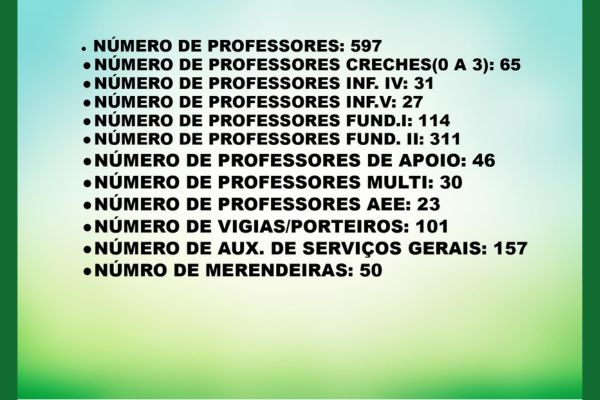 • NÚMERO DE PROFESSORES: 597
•NÚMERO DE PROFESSORES CRECHES(0 A 3): 65
•NÚMERO DE PROFESSORES INF. IV: 31
•NÚMERO DE PROFESSORES INF.V: 27
•NÚMERO DE PROFESSORES FUND.I: 114
•NÚMERO DE PROFESSORES FUND. II: 311
•NÚMERO DE PROFESSORES DE APOIO: 46
•NÚMERO DE PROFESSORES MULTI: 30
•NÚMERO DE PROFESSORES AEE: 23
•NÚMERO DE VIGIAS/PORTEIROS: 101
•NÚMERO DE AUX. DE SERVIÇOS GERAIS: 157
•NÚMRO DE MERENDEIRAS: 50